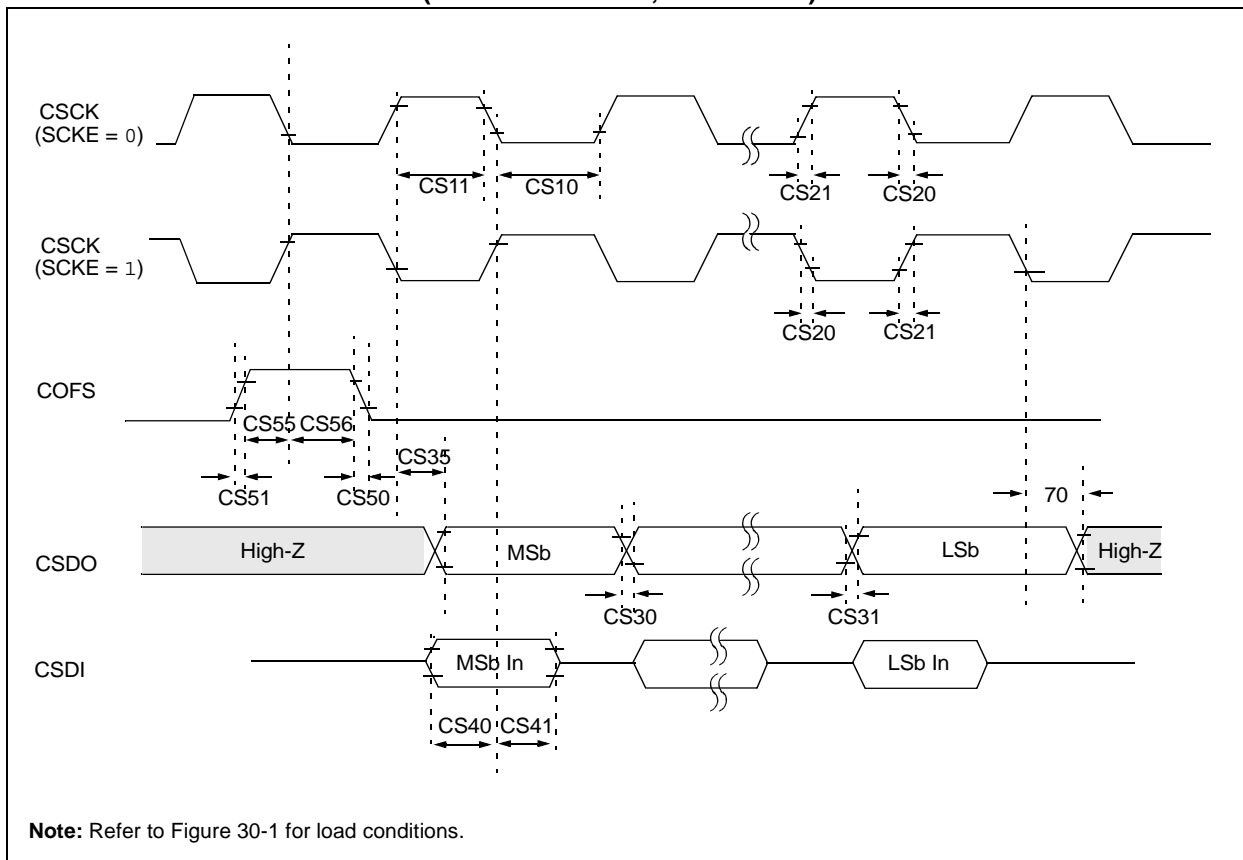 CSCK
(SCKE = 0)
CS11
CS10
CS21
CS20
CSCK
(SCKE = 1)
CS20
CS21
COFS
CS55
CS56
CS35
CS51
CS50
70
CSDO
High-Z
MSb
LSb
High-Z
CS30
CS31
CSDI
MSb In
LSb In
CS40
CS41
Note: Refer to Figure 30-1 for load conditions.